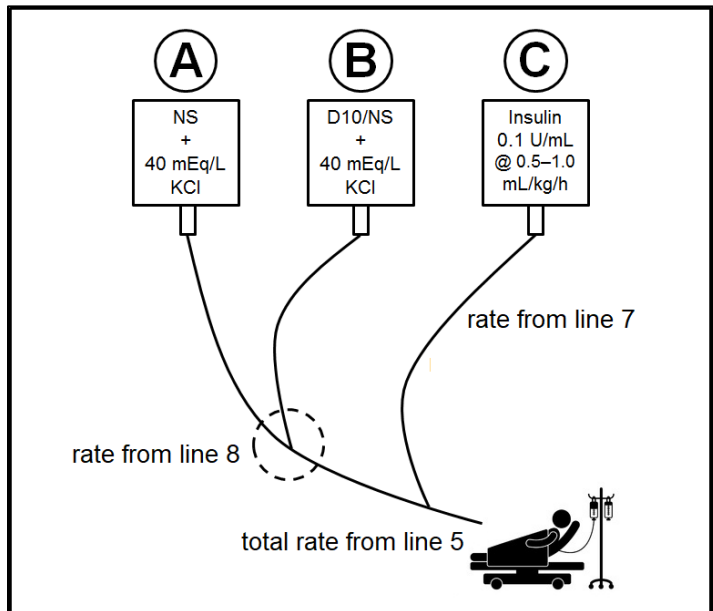 A
B
C
NS
+
40 mEq/L
KCl
D10/NS
+
40 mEq/L
KCl
Insulin
0.1 U/mL
@ 0.5–1.0
mL/kg/h
rate from line 7
rate from line 8
total rate from line 5